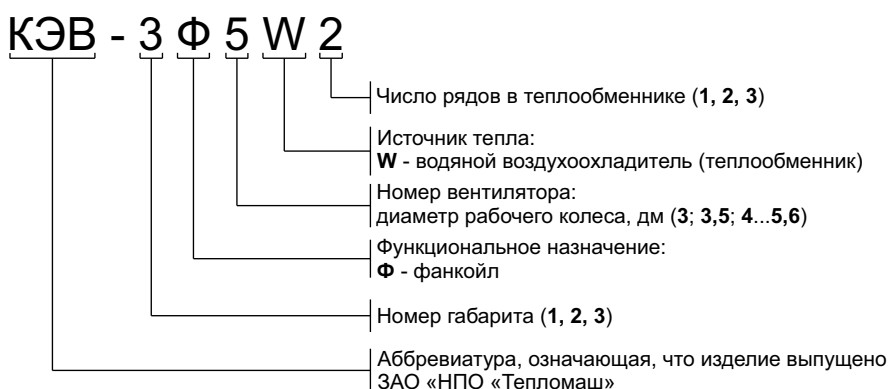 КЭВ - 3 Ф 5 W 2
Число рядов в теплообменнике (1, 2, 3)
Источник тепла:
W - водяной воздухоохладитель (теплообменник)
Номер вентилятора:
диаметр рабочего колеса, дм (3; 3,5; 4...5,6)
Функциональное назначение:
Ф - фанкойл
Номер габарита (1, 2, 3)
Аббревиатура, означающая, что изделие выпущено
ЗАО «НПО «Тепломаш»